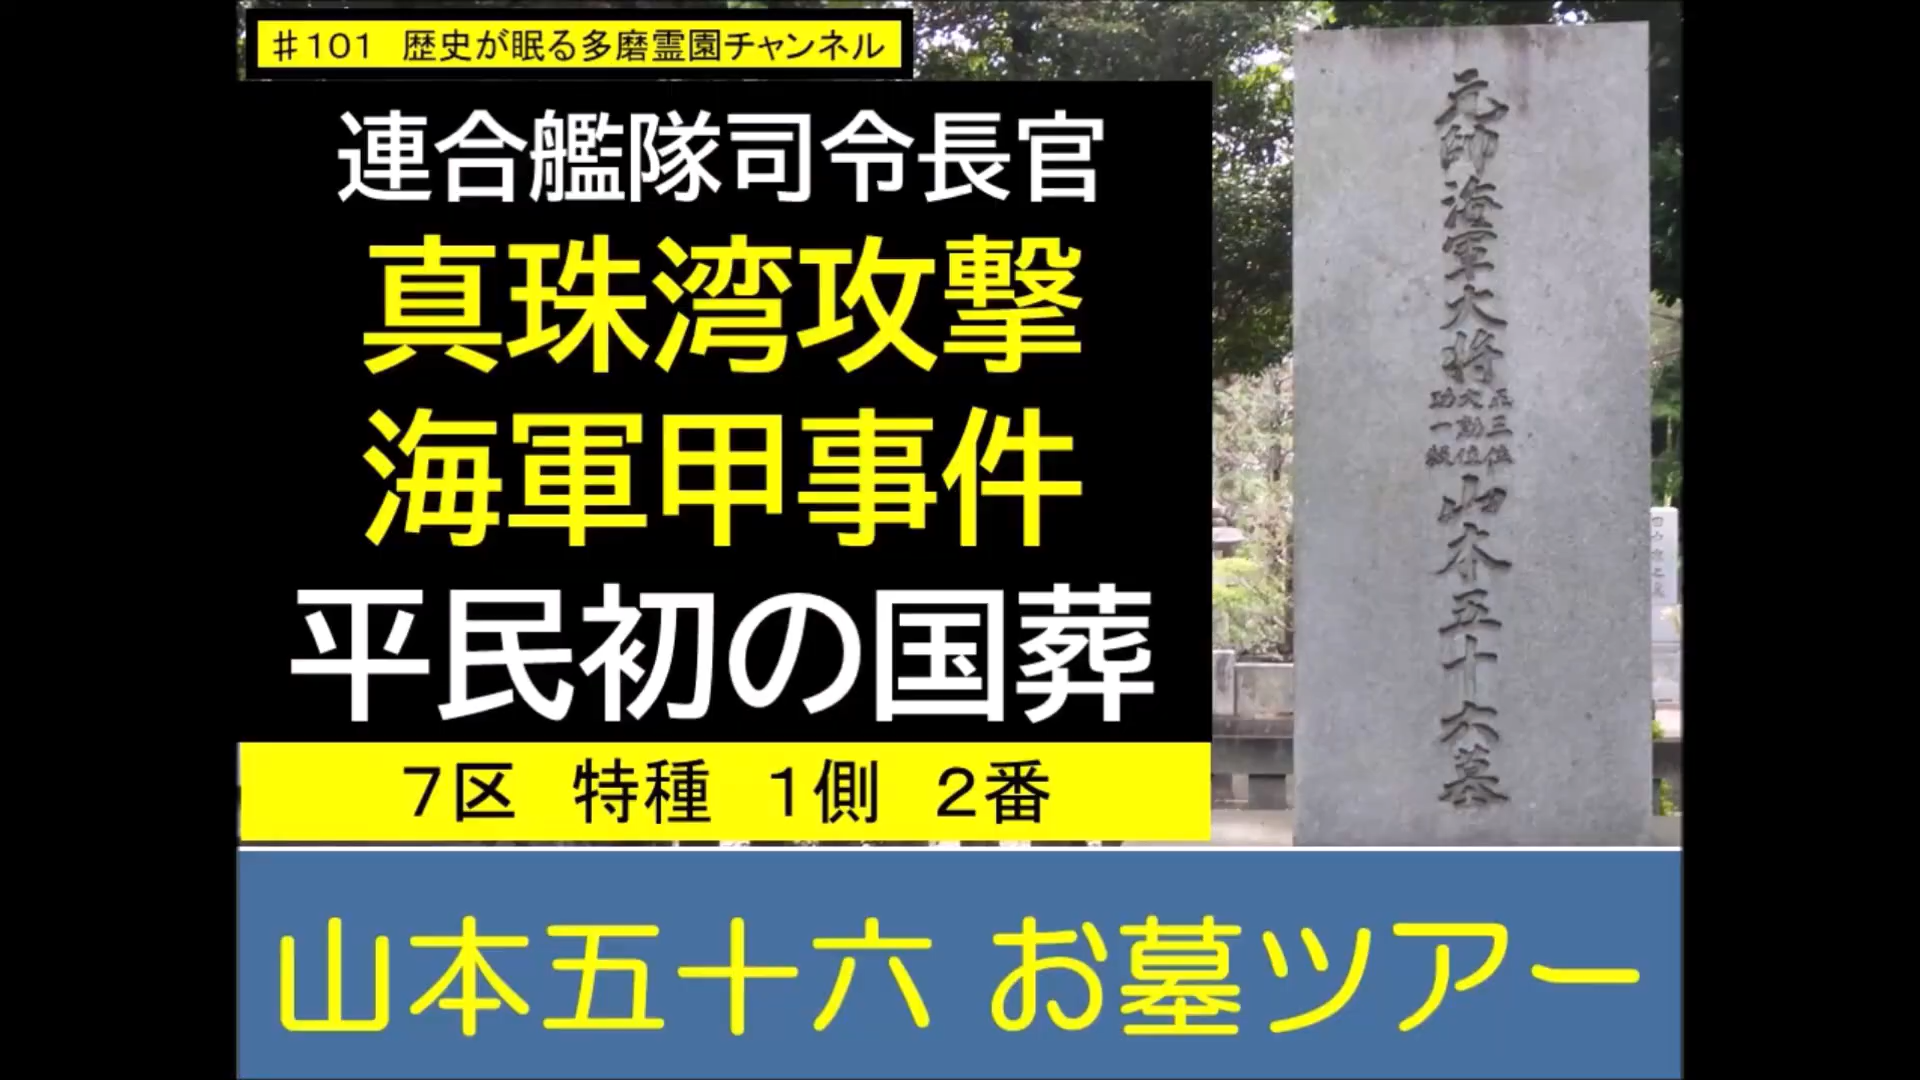 ♯101　歴史が眠る多磨霊園チャンネル
連合艦隊司令長官
真珠湾攻撃
海軍甲事件
平民初の国葬
7区　特種　1側　2番
山本五十六 お墓ツアー
元帥海軍大将
正三位
大勲位
功一級
山本五十六墓